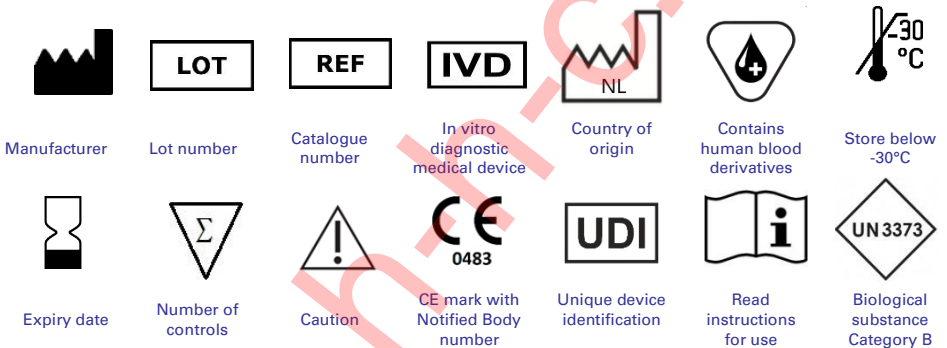 LOT
REF
IVD
NL
-30
°C
Manufacturer
Lot number
Catalogue
number
In vitro
diagnostic
medical device
Country of
origin
Contains
human blood
derivatives
Store below
-30°C
Σ
!
CE
0483
UDI
i
UN 3373
Expiry date
Number of
controls
Caution
CE mark with
Notified Body
number
Unique device
identification
Read
instructions
for use
Biological
substance
Category B